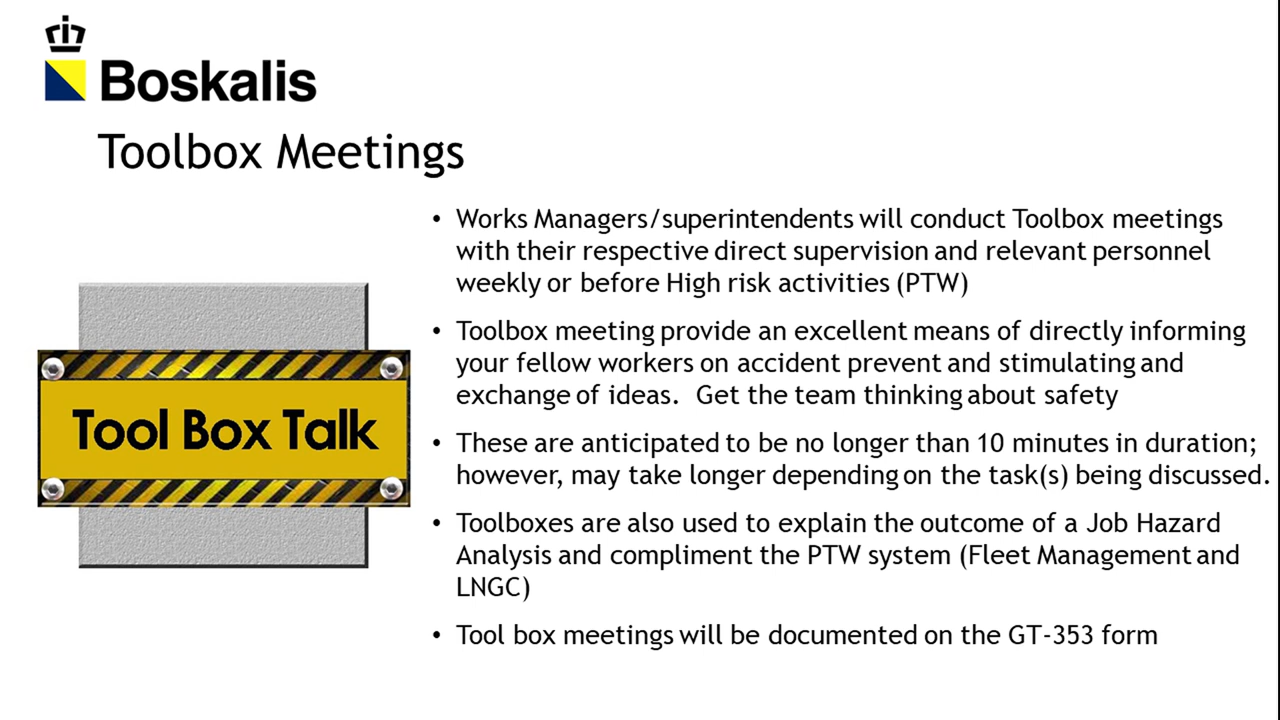 Boskalis
Toolbox Meetings
• Works Managers/superintendents will conduct Toolbox meetings
with their respective direct supervision and relevant personnel
weekly or before High risk activities (PTW)
• Toolbox meeting provide an excellent means of directly informing
your fellow workers on accident prevent and stimulating and
exchange of ideas.  Get the team thinking about safety
Tool Box Talk
• These are anticipated to be no longer than 10 minutes in duration;
however, may take longer depending on the task(s) being discussed.
• Toolboxes are also used to explain the outcome of a Job Hazard
Analysis and compliment the PTW system (Fleet Management and
LNGC)
• Tool box meetings will be documented on the GT-353 form